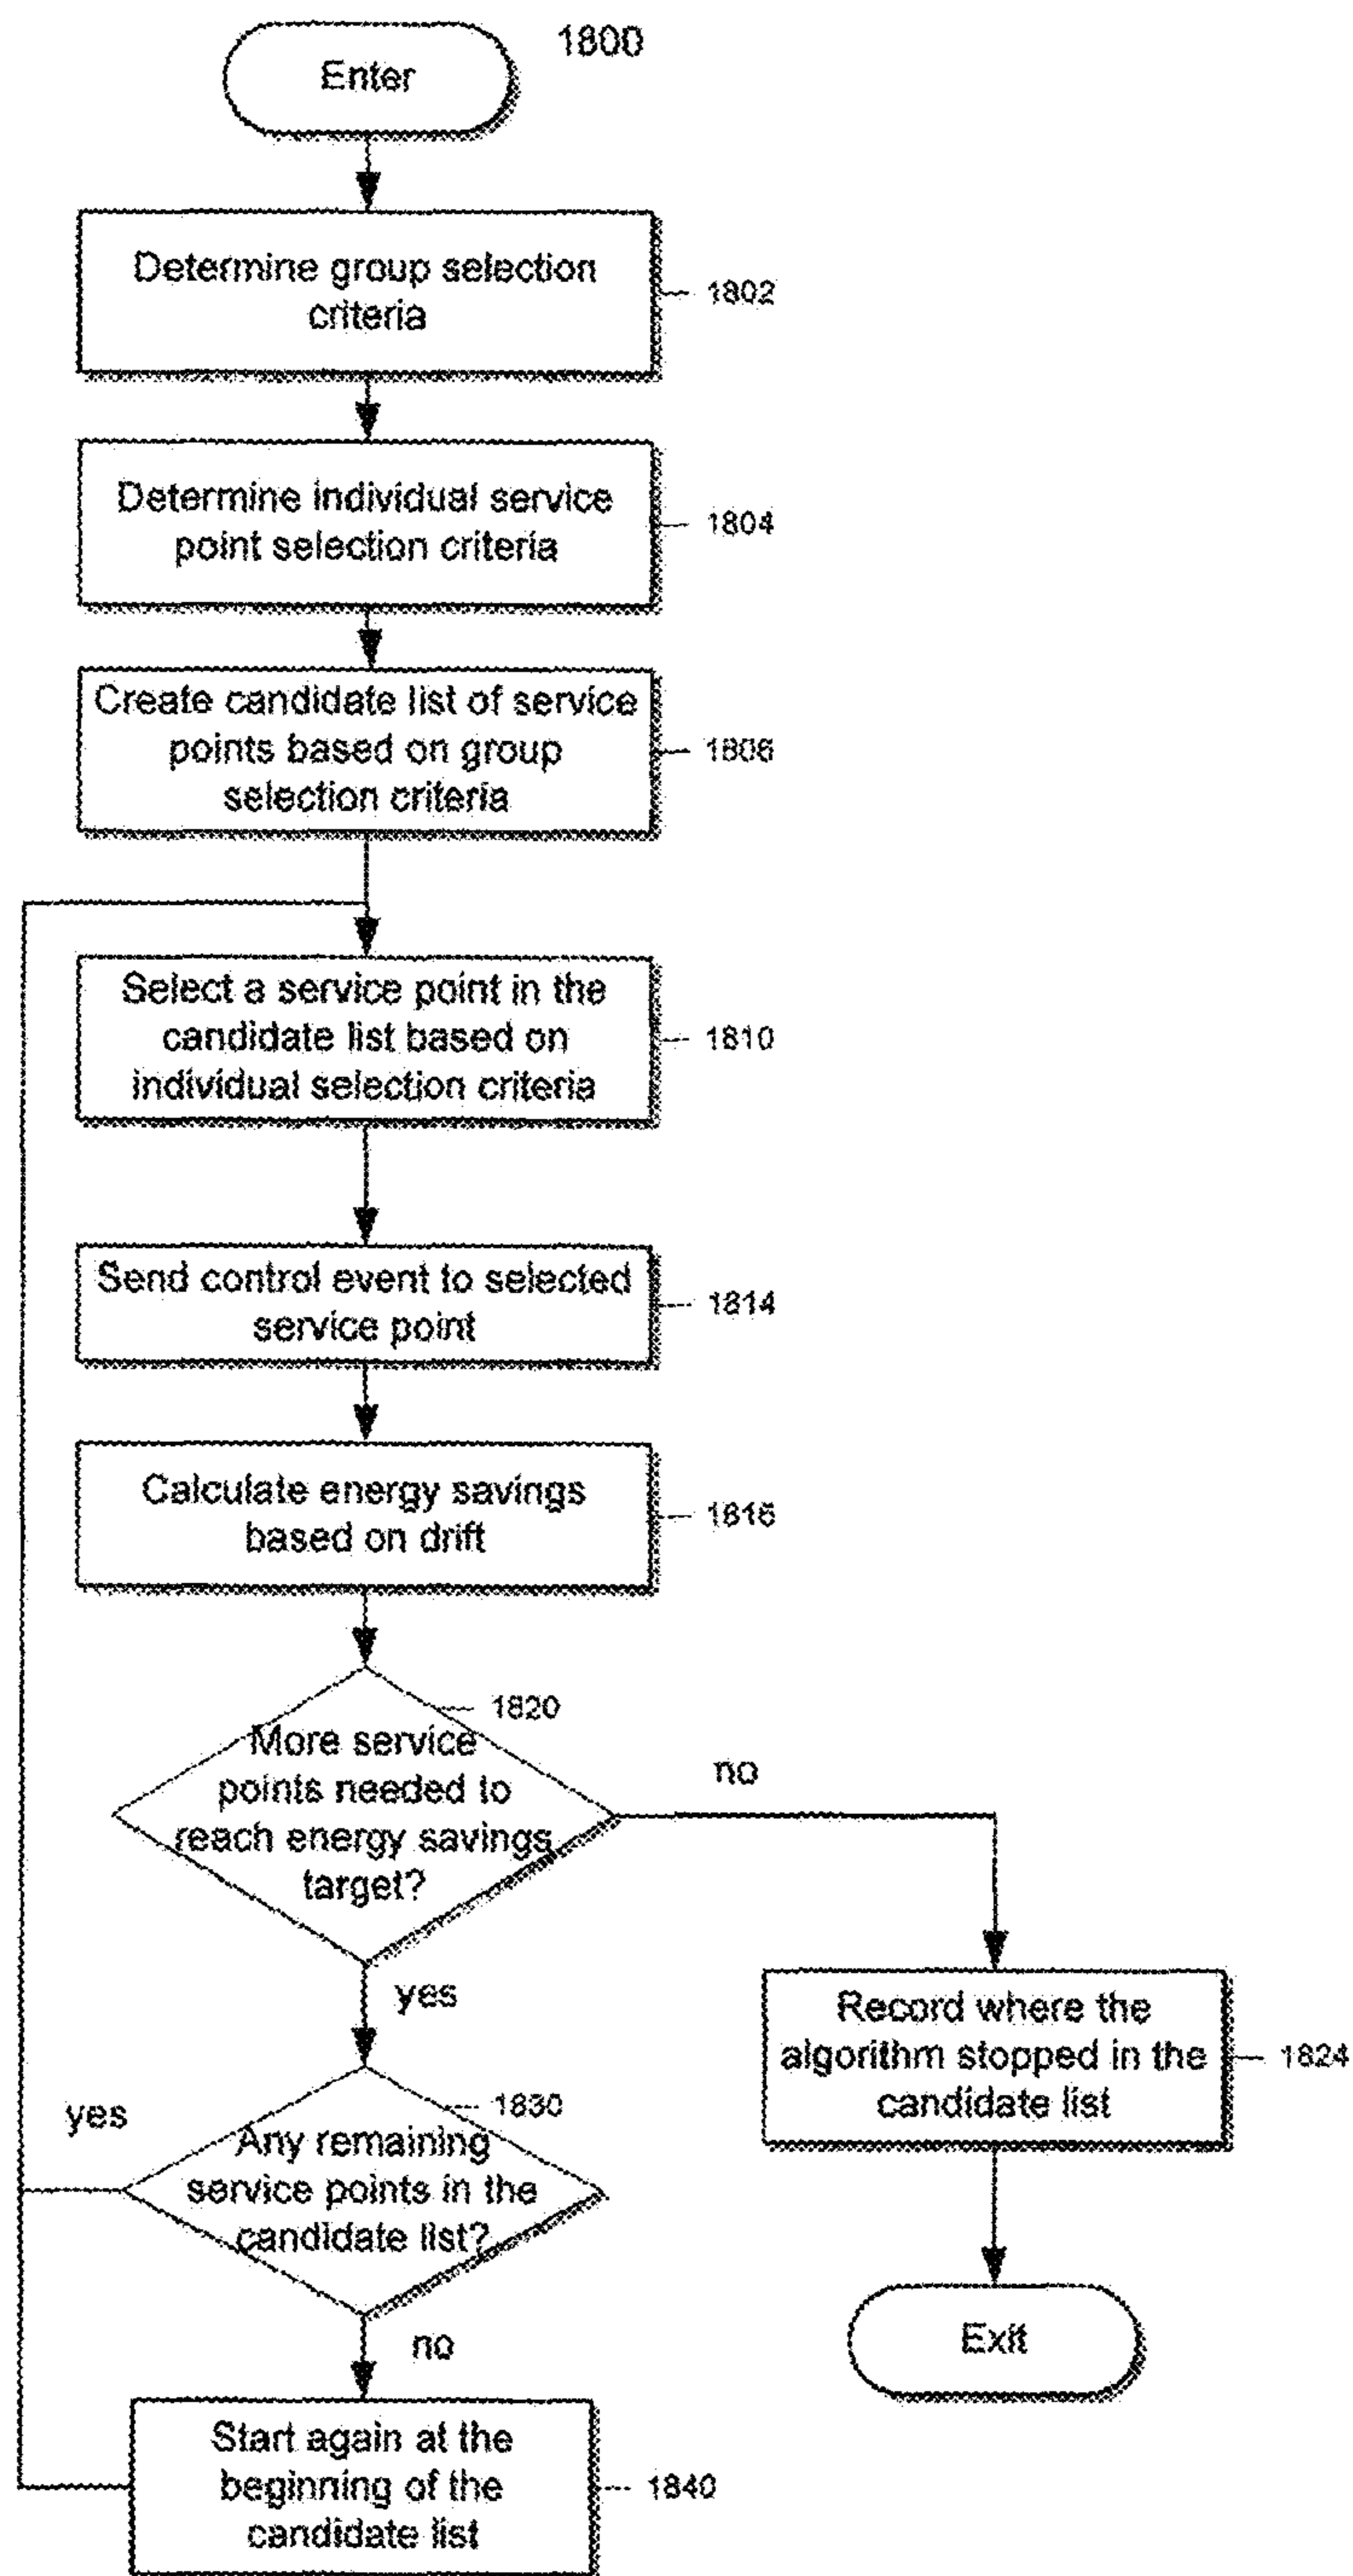 1800
Enter
Determine group selection
criteria
1802
Determine individual service
point selection criteria
1804
Create candidate list of service
points based on group
selection criteria
1806
Select a service point in the
candidate list based on
individual selection criteria
1810
Send control event to selected
service point
1814
Calculate energy savings
based on drift
1816
1820
More service
points needed to
reach energy savings
target?
no
yes
Record where the
algorithm stopped in the
candidate list
1824
1830
Any remaining
service points in the
candidate list?
yes
no
Exit
Start again at the
beginning of the
candidate list
1840